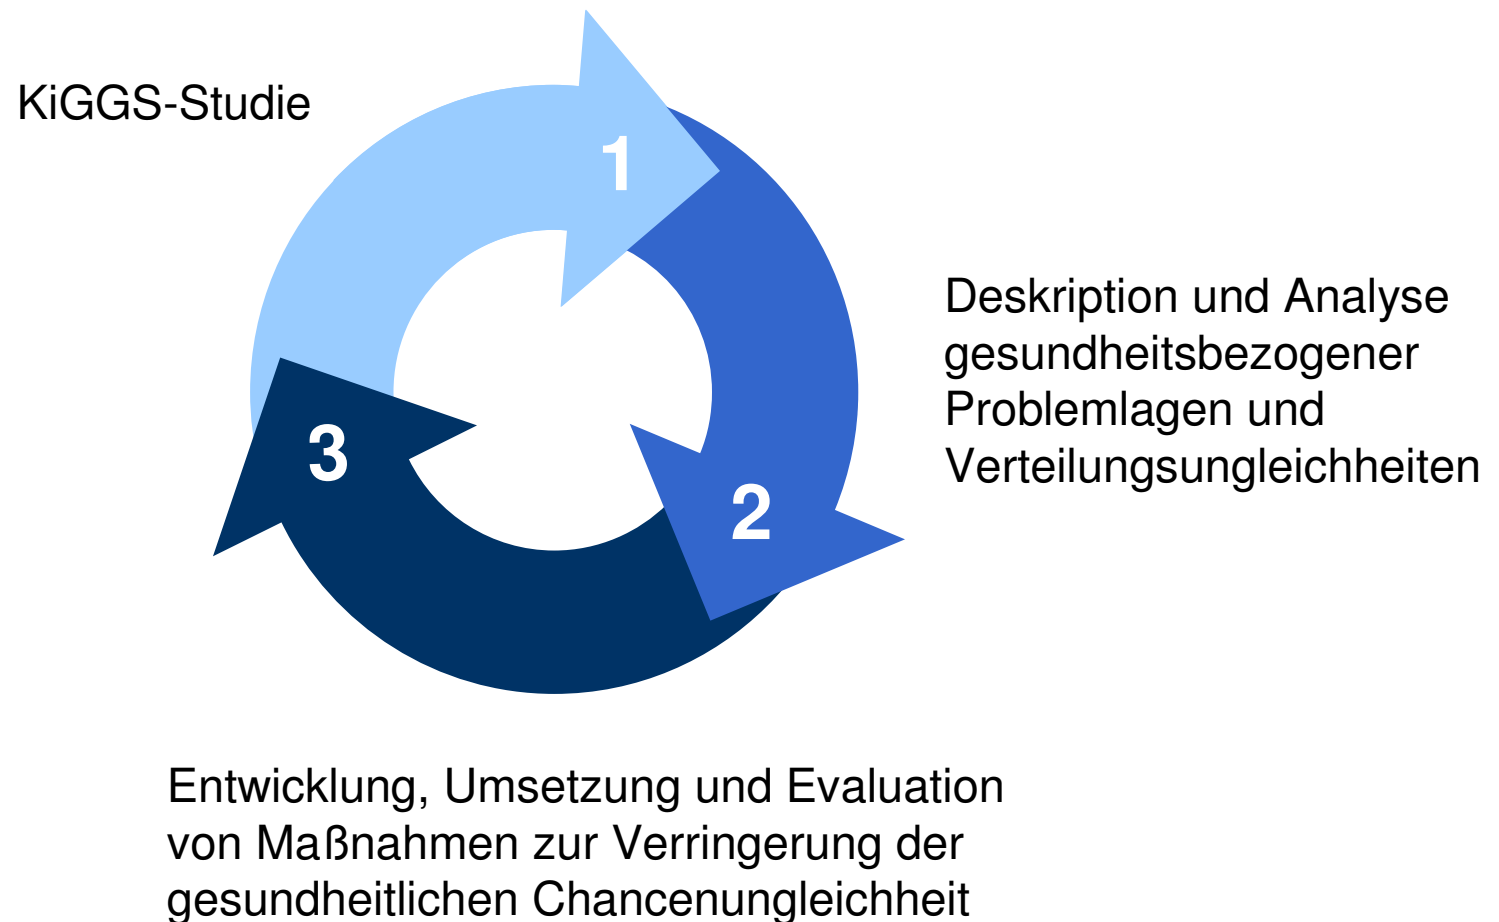 KiGGS-Studie
1
Deskription und Analyse
gesundheitsbezogener
Problemlagen und
Verteilungsungleichheiten
3
2
Entwicklung, Umsetzung und Evaluation
von Maßnahmen zur Verringerung der
gesundheitlichen Chancenungleichheit